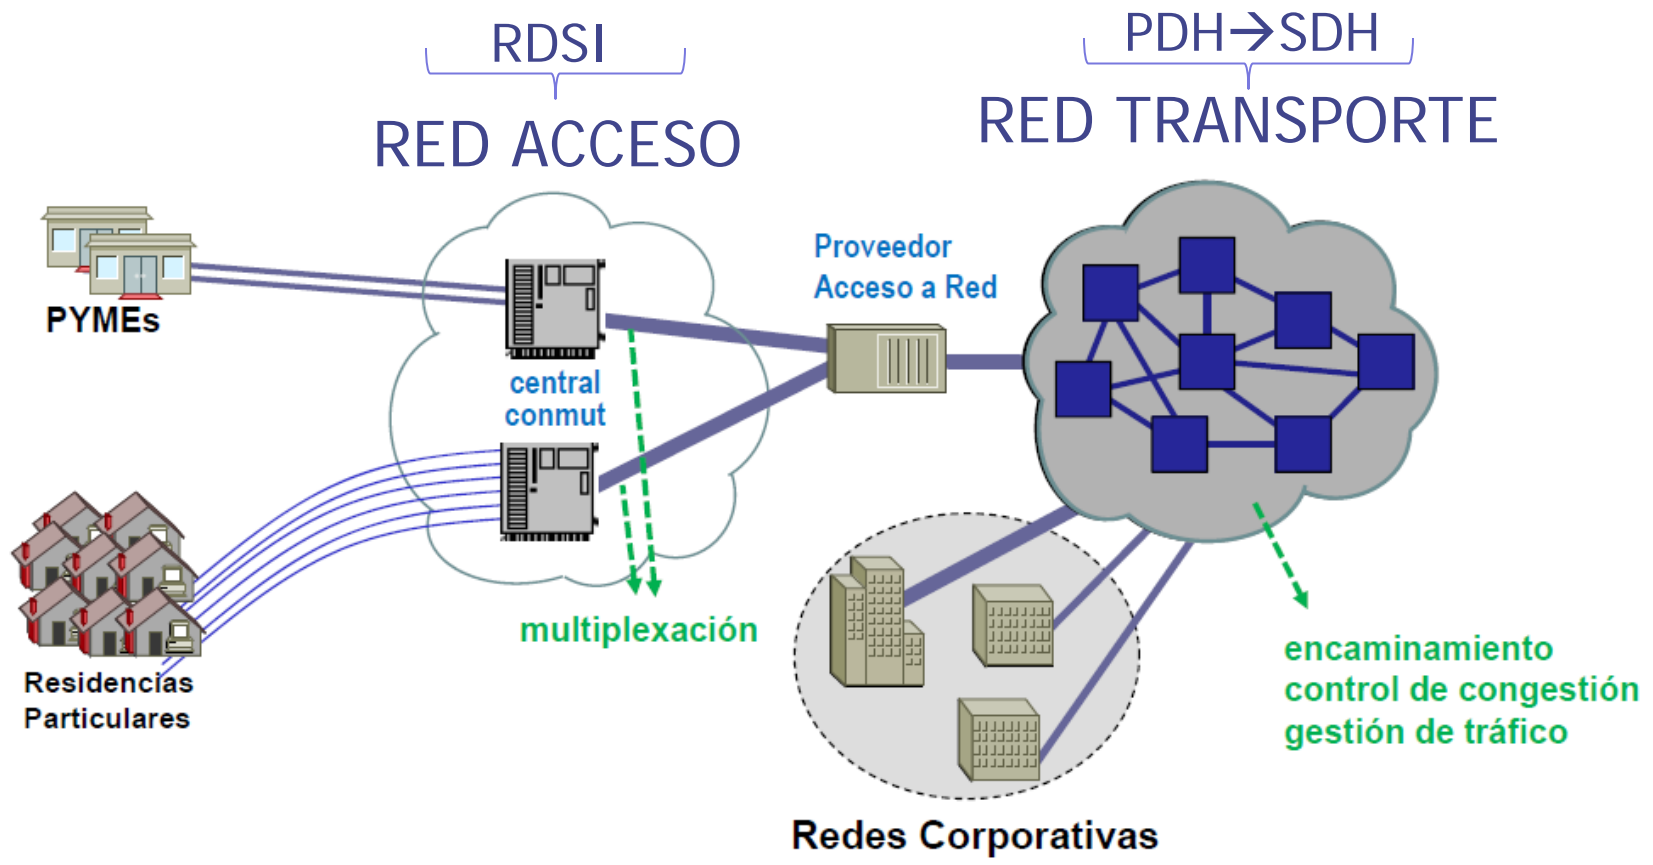 RDSI
RED ACCESO
PDH→SDH
RED TRANSPORTE
PYMEs
central
conmut
Proveedor
Acceso a Red
Residencias
Particulares
multiplexación
encaminamiento
control de congestión
gestión de tráfico
Redes Corporativas